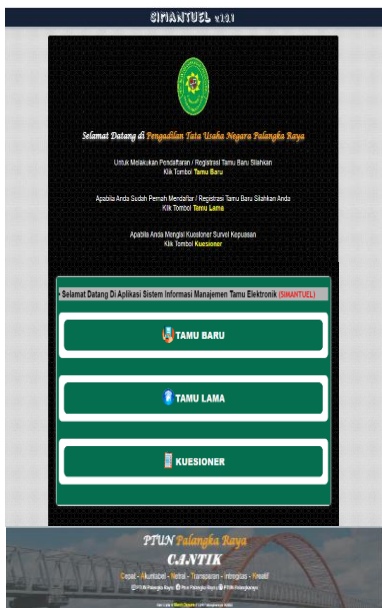 SIMANTUEL v.1.0.1
Selamat Datang di Pengadilan Tata Usaha Negara Palangka Raya
Untuk Melakukan Pendaftaran / Registrasi Tamu Baru Silahkan
Klik Tombol Tamu Baru
Apabila Anda Sudah Pernah Mendaftar / Registrasi Tamu Baru Silahkan Anda
Klik Tombol Tamu Lama
Apabila Anda Mengisi Kuesioner Survei Kepuasan
Klik Tombol Kuesioner
Selamat Datang Di Aplikasi Sistem Informasi Manajemen Tamu Elektronik (SIMANTUEL)
TAMU BARU
TAMU LAMA
KUESIONER
PTUN Palangka Raya
CANTIK
Cepat - Akuntabel - Netral - Transparan - Integritas - Kreatif